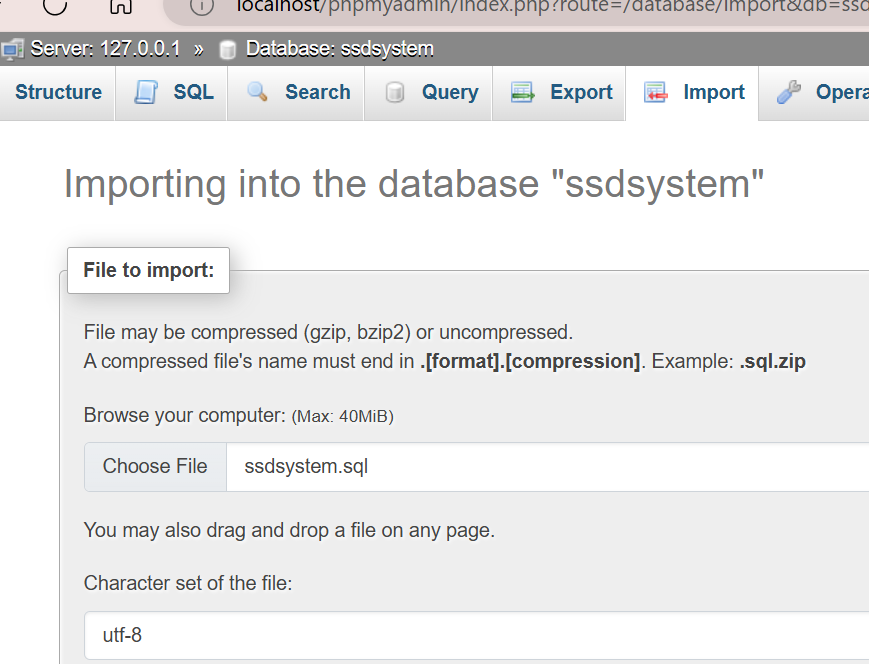 localhost/phpmyadmin/index.php?route=/database/import&db=ssd
Server: 127.0.0.1 » Database: ssdsystem
Structure SQL Search Query Export Import Opera
Importing into the database "ssdsystem"
File to import:
File may be compressed (gzip, bzip2) or uncompressed.
A compressed file's name must end in .[format].[compression]. Example: .sql.zip
Browse your computer: (Max: 40MiB)
Choose File ssdsystem.sql
You may also drag and drop a file on any page.
Character set of the file:
utf-8